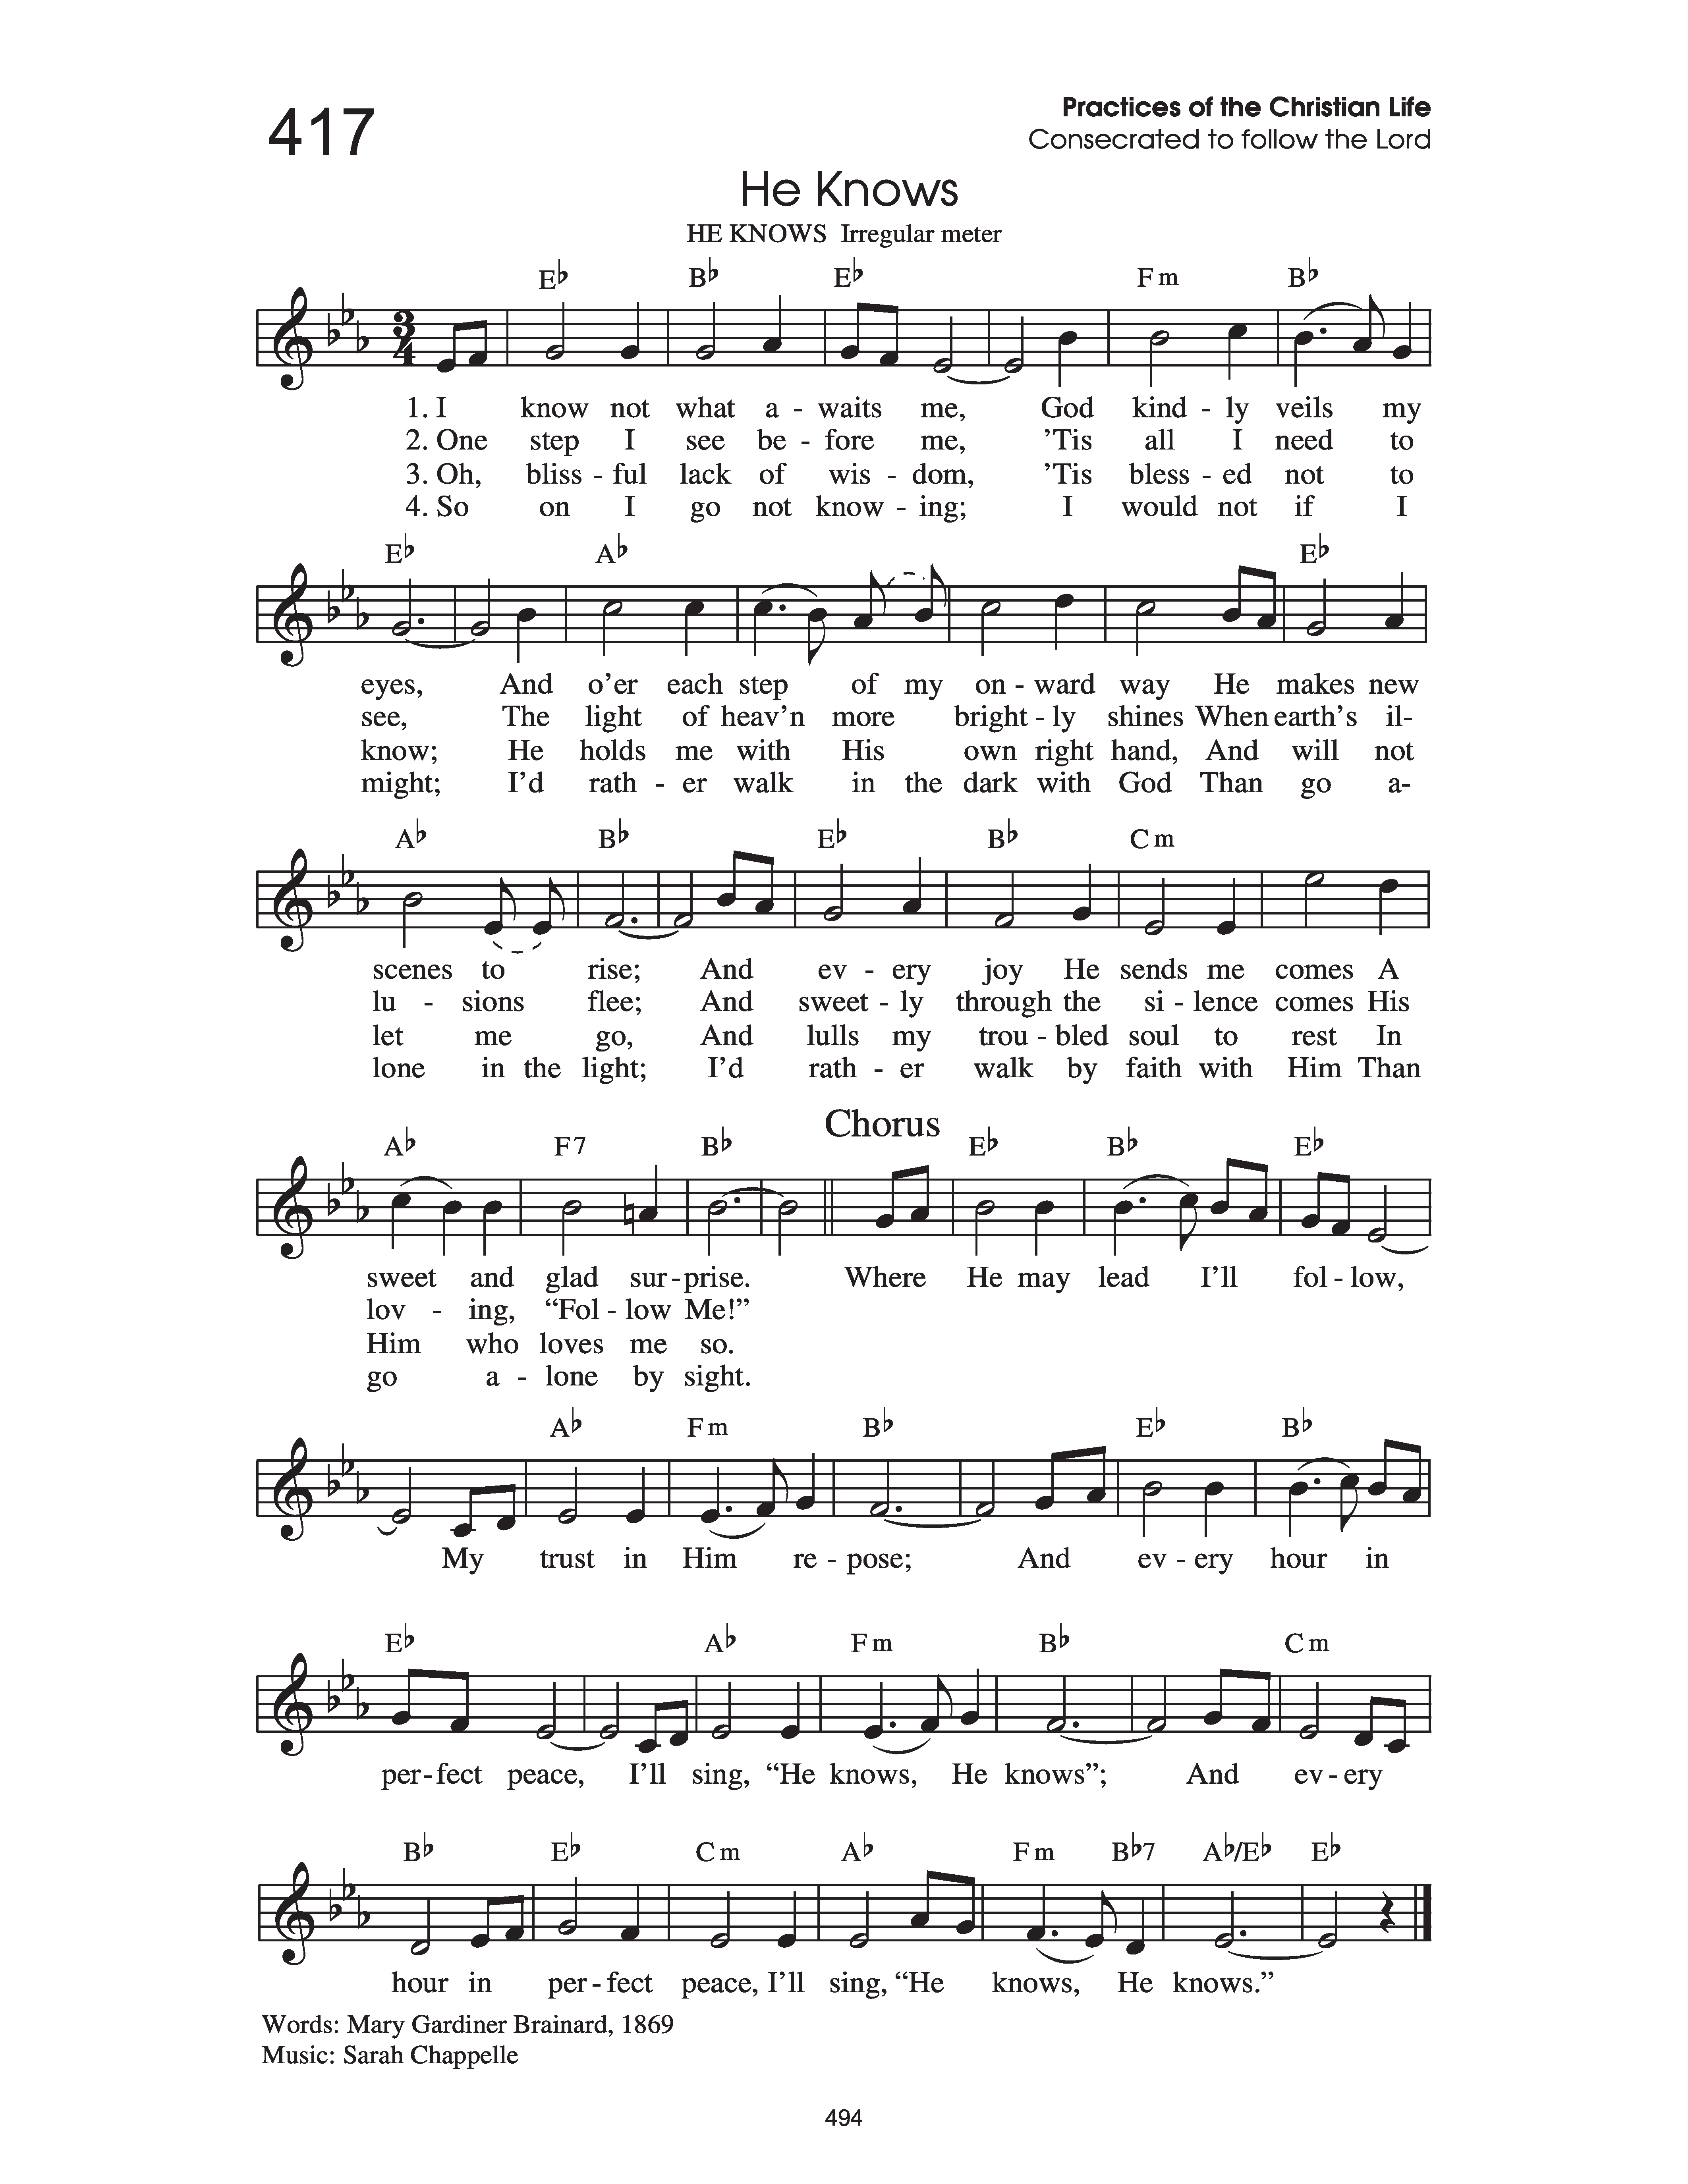 417
Practices of the Christian Life
Consecrated to follow the Lord
He Knows
HE KNOWS Irregular meter
E♭ B♭ E♭ Fm B♭
3 4
1. I know not what a - waits me, God kind - ly veils my
2. One step I see be - fore me, ’Tis all I need to
3. Oh, bliss - ful lack of wis - dom, ’Tis bless - ed not to
4. So on I go not know - ing; I would not if I
E♭ A♭ E♭
eyes, And o’er each step of my on - ward way He makes new
see, The light of heav’n more bright - ly shines When earth’s il-
know; He holds me with His own right hand, And will not
might; I’d rath - er walk in the dark with God Than go a-
A♭ B♭ E♭ B♭ Cm
scenes to rise; And ev - ery joy He sends me comes A
lu - sions flee; And sweet - ly through the si - lence comes His
let me go, And lulls my trou - bled soul to rest In
lone in the light; I’d rath - er walk by faith with Him Than
Chorus
A♭ F7 B♭ E♭ B♭ E♭
sweet and glad sur - prise. Where He may lead I’ll fol - low,
lov - ing, “Fol - low Me!”
Him who loves me so.
go a - lone by sight.
A♭ Fm B♭ E♭ B♭
My trust in Him re - pose; And ev - ery hour in
E♭ A♭ Fm B♭ Cm
per - fect peace, I’ll sing, “He knows, He knows”; And ev - ery
B♭ E♭ Cm A♭ Fm B♭7 A♭/E♭ E♭
hour in per - fect peace, I’ll sing, “He knows, He knows.”
Words: Mary Gardiner Brainard, 1869
Music: Sarah Chappelle
494